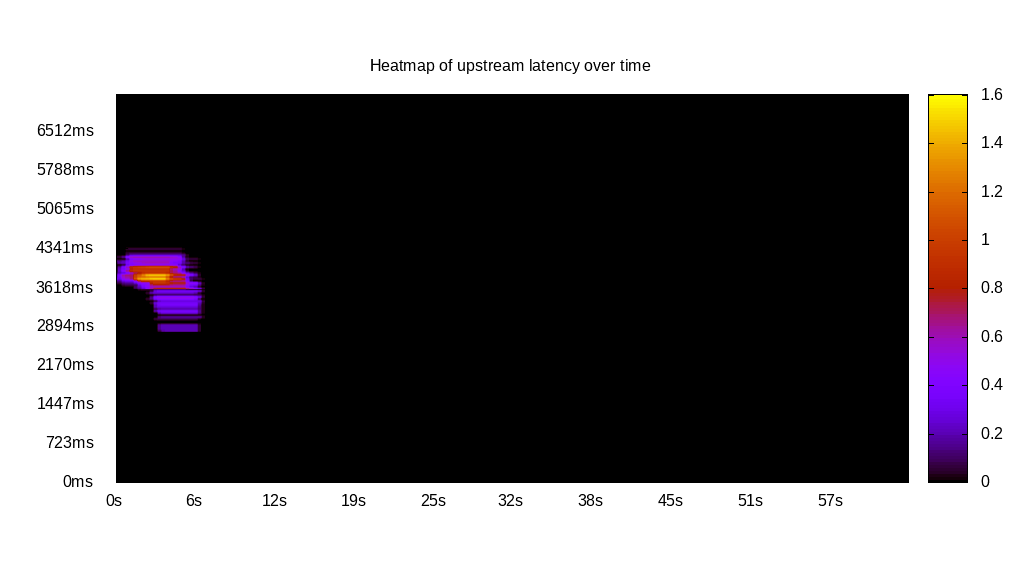 Heatmap of upstream latency over time
6512ms
5788ms
5065ms
4341ms
3618ms
2894ms
2170ms
1447ms
723ms
0ms
0s 6s 12s 19s 25s 32s 38s 45s 51s 57s
1.6
1.4
1.2
1
0.8
0.6
0.4
0.2
0